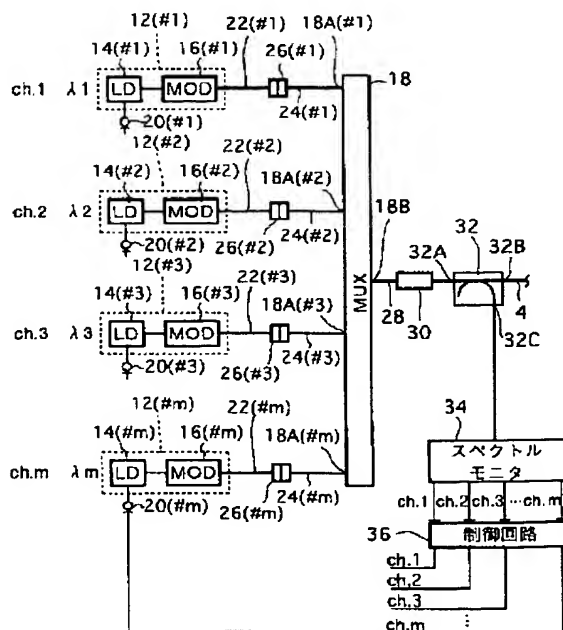 12(#1) 22(#1) 18A(#1)
14(#1) 16(#1) 26(#1)
18
ch.1 λ1 LD MOD
20(#1) 24(#1)
12(#2) 22(#2)
14(#2) 16(#2) 18A(#2)
ch.2 λ2 LD MOD
20(#2) 26(#2) 24(#2)
12(#3) 22(#3)
14(#3) 16(#3) 18A(#3)
ch.3 λ3 LD MOD
20(#3) 26(#3) 24(#3)
12(#m) 22(#m)
14(#m) 16(#m) 18A(#m)
ch.m λm LD MOD
20(#m) 26(#m) 24(#m)
MUX
18B
28
30
32A 32 32B
4
32C
34
スペクトル
モニタ
ch.1 ch.2 ch.3 …ch.m
36 制御回路
ch.1
ch.2
ch.3
⋮
ch.m